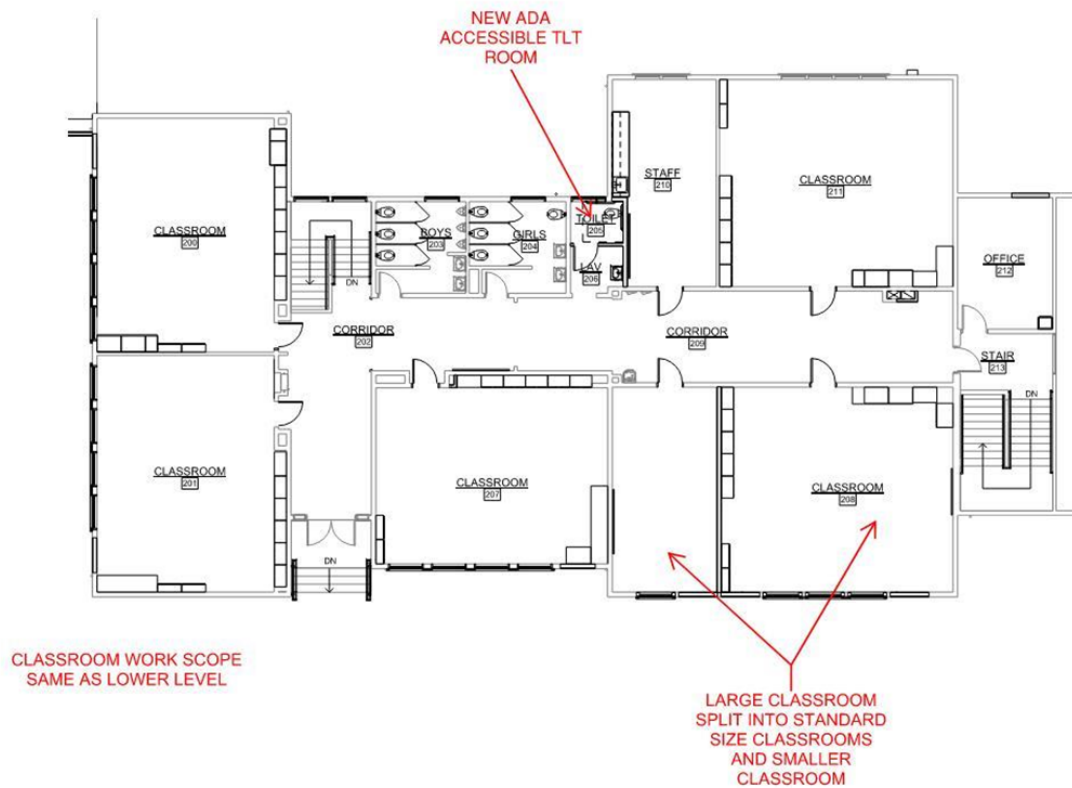 NEW ADA
ACCESSIBLE TLT
ROOM
STAFF
210
CLASSROOM
211
CLASSROOM
200
BOYS
203
GIRLS
204
TOILET
205
LAV
206
OFFICE
212
DN
CORRIDOR
202
CORRIDOR
209
STAIR
213
DN
CLASSROOM
201
CLASSROOM
207
CLASSROOM
208
DN
CLASSROOM WORK SCOPE
SAME AS LOWER LEVEL
LARGE CLASSROOM
SPLIT INTO STANDARD
SIZE CLASSROOMS
AND SMALLER
CLASSROOM